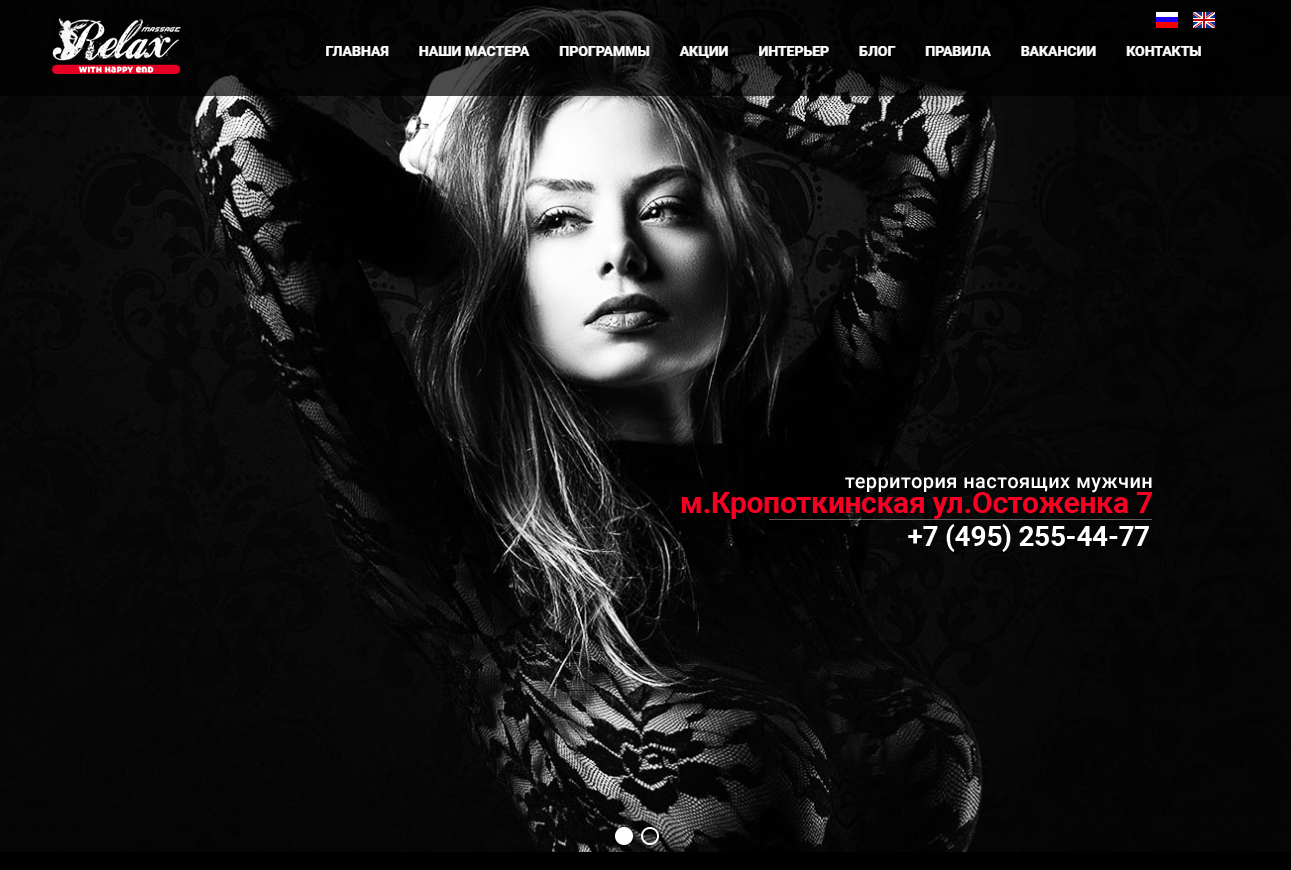 MASSAGE
Relax
WITH HAPPY END
ГЛАВНАЯ НАШИ МАСТЕРА ПРОГРАММЫ АКЦИИ ИНТЕРЬЕР БЛОГ ПРАВИЛА ВАКАНСИИ КОНТАКТЫ
территория настоящих мужчин
м.Кропоткинская ул.Остоженка 7
+7 (495) 255-44-77